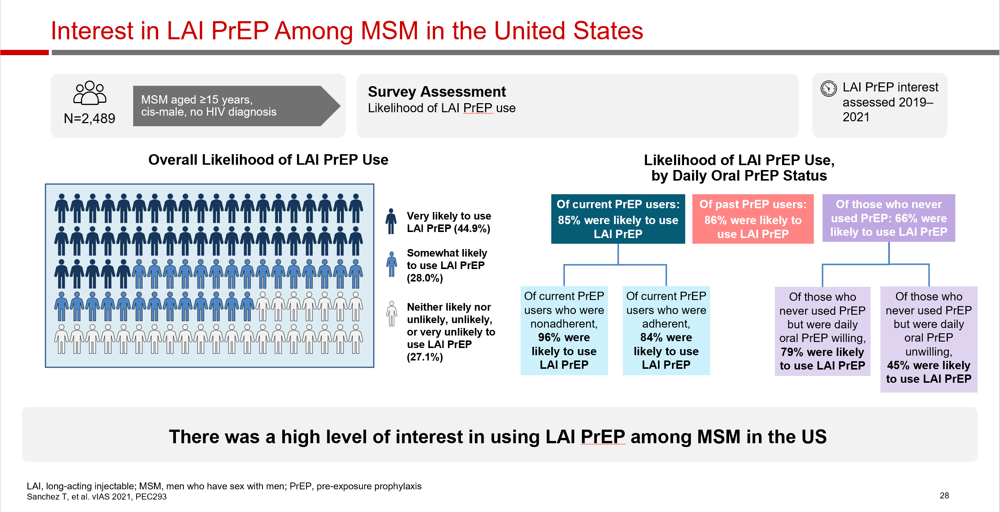 Interest in LAI PrEP Among MSM in the United States
N=2,489
MSM aged ≥15 years,
cis-male, no HIV diagnosis
Survey Assessment
Likelihood of LAI PrEP use
LAI PrEP interest
assessed 2019–
2021
Overall Likelihood of LAI PrEP Use
Very likely to use
LAI PrEP (44.9%)
Somewhat likely
to use LAI PrEP
(28.0%)
Neither likely nor
unlikely, unlikely,
or very unlikely to
use LAI PrEP
(27.1%)
Likelihood of LAI PrEP Use,
by Daily Oral PrEP Status
Of current PrEP users:
85% were likely to use
LAI PrEP
Of past PrEP users:
86% were likely to
use LAI PrEP
Of those who never
used PrEP: 66% were
likely to use LAI PrEP
Of current PrEP
users who were
nonadherent,
96% were
likely to use
LAI PrEP
Of current PrEP
users who were
adherent,
84% were
likely to use
LAI PrEP
Of those who
never used PrEP
but were daily
oral PrEP willing,
79% were likely
to use LAI PrEP
Of those who
never used PrEP
but were daily
oral PrEP
unwilling,
45% were likely
to use LAI PrEP
There was a high level of interest in using LAI PrEP among MSM in the US
LAI, long-acting injectable; MSM, men who have sex with men; PrEP, pre-exposure prophylaxis
Sanchez T, et al. vIAS 2021, PEC293
28